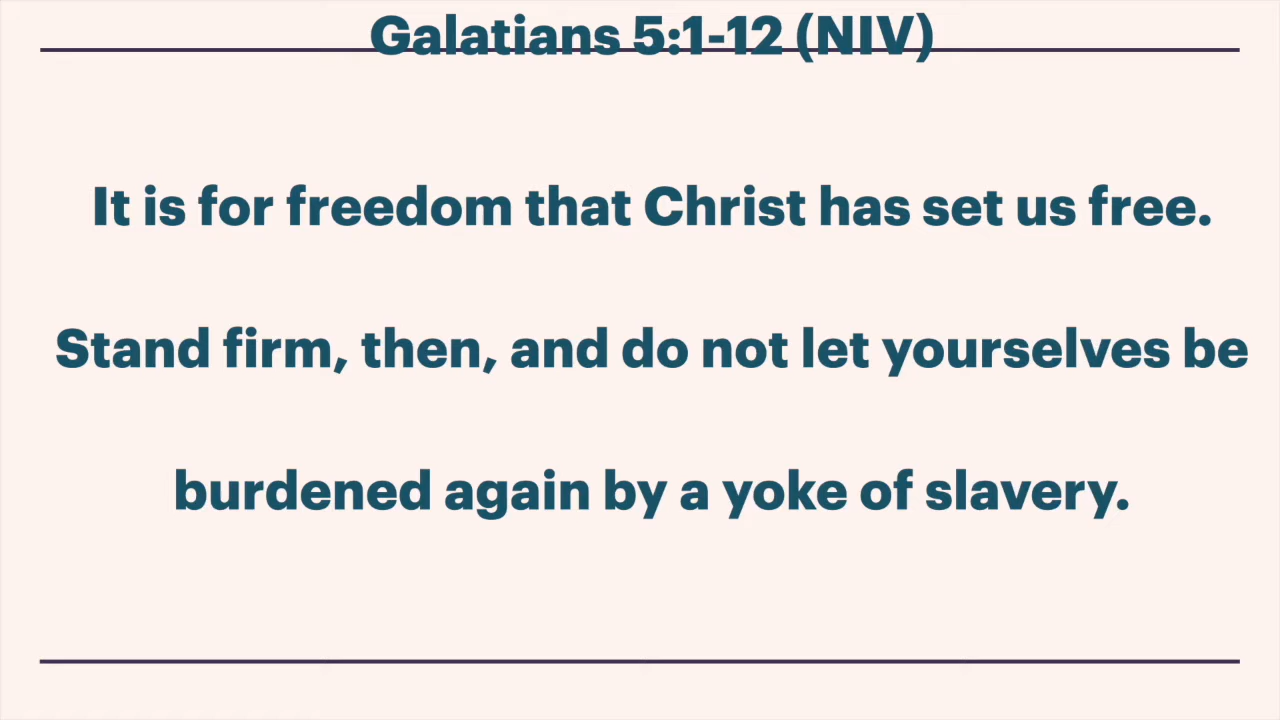 Galatians 5:1-12 (NIV)
It is for freedom that Christ has set us free.
Stand firm, then, and do not let yourselves be
burdened again by a yoke of slavery.